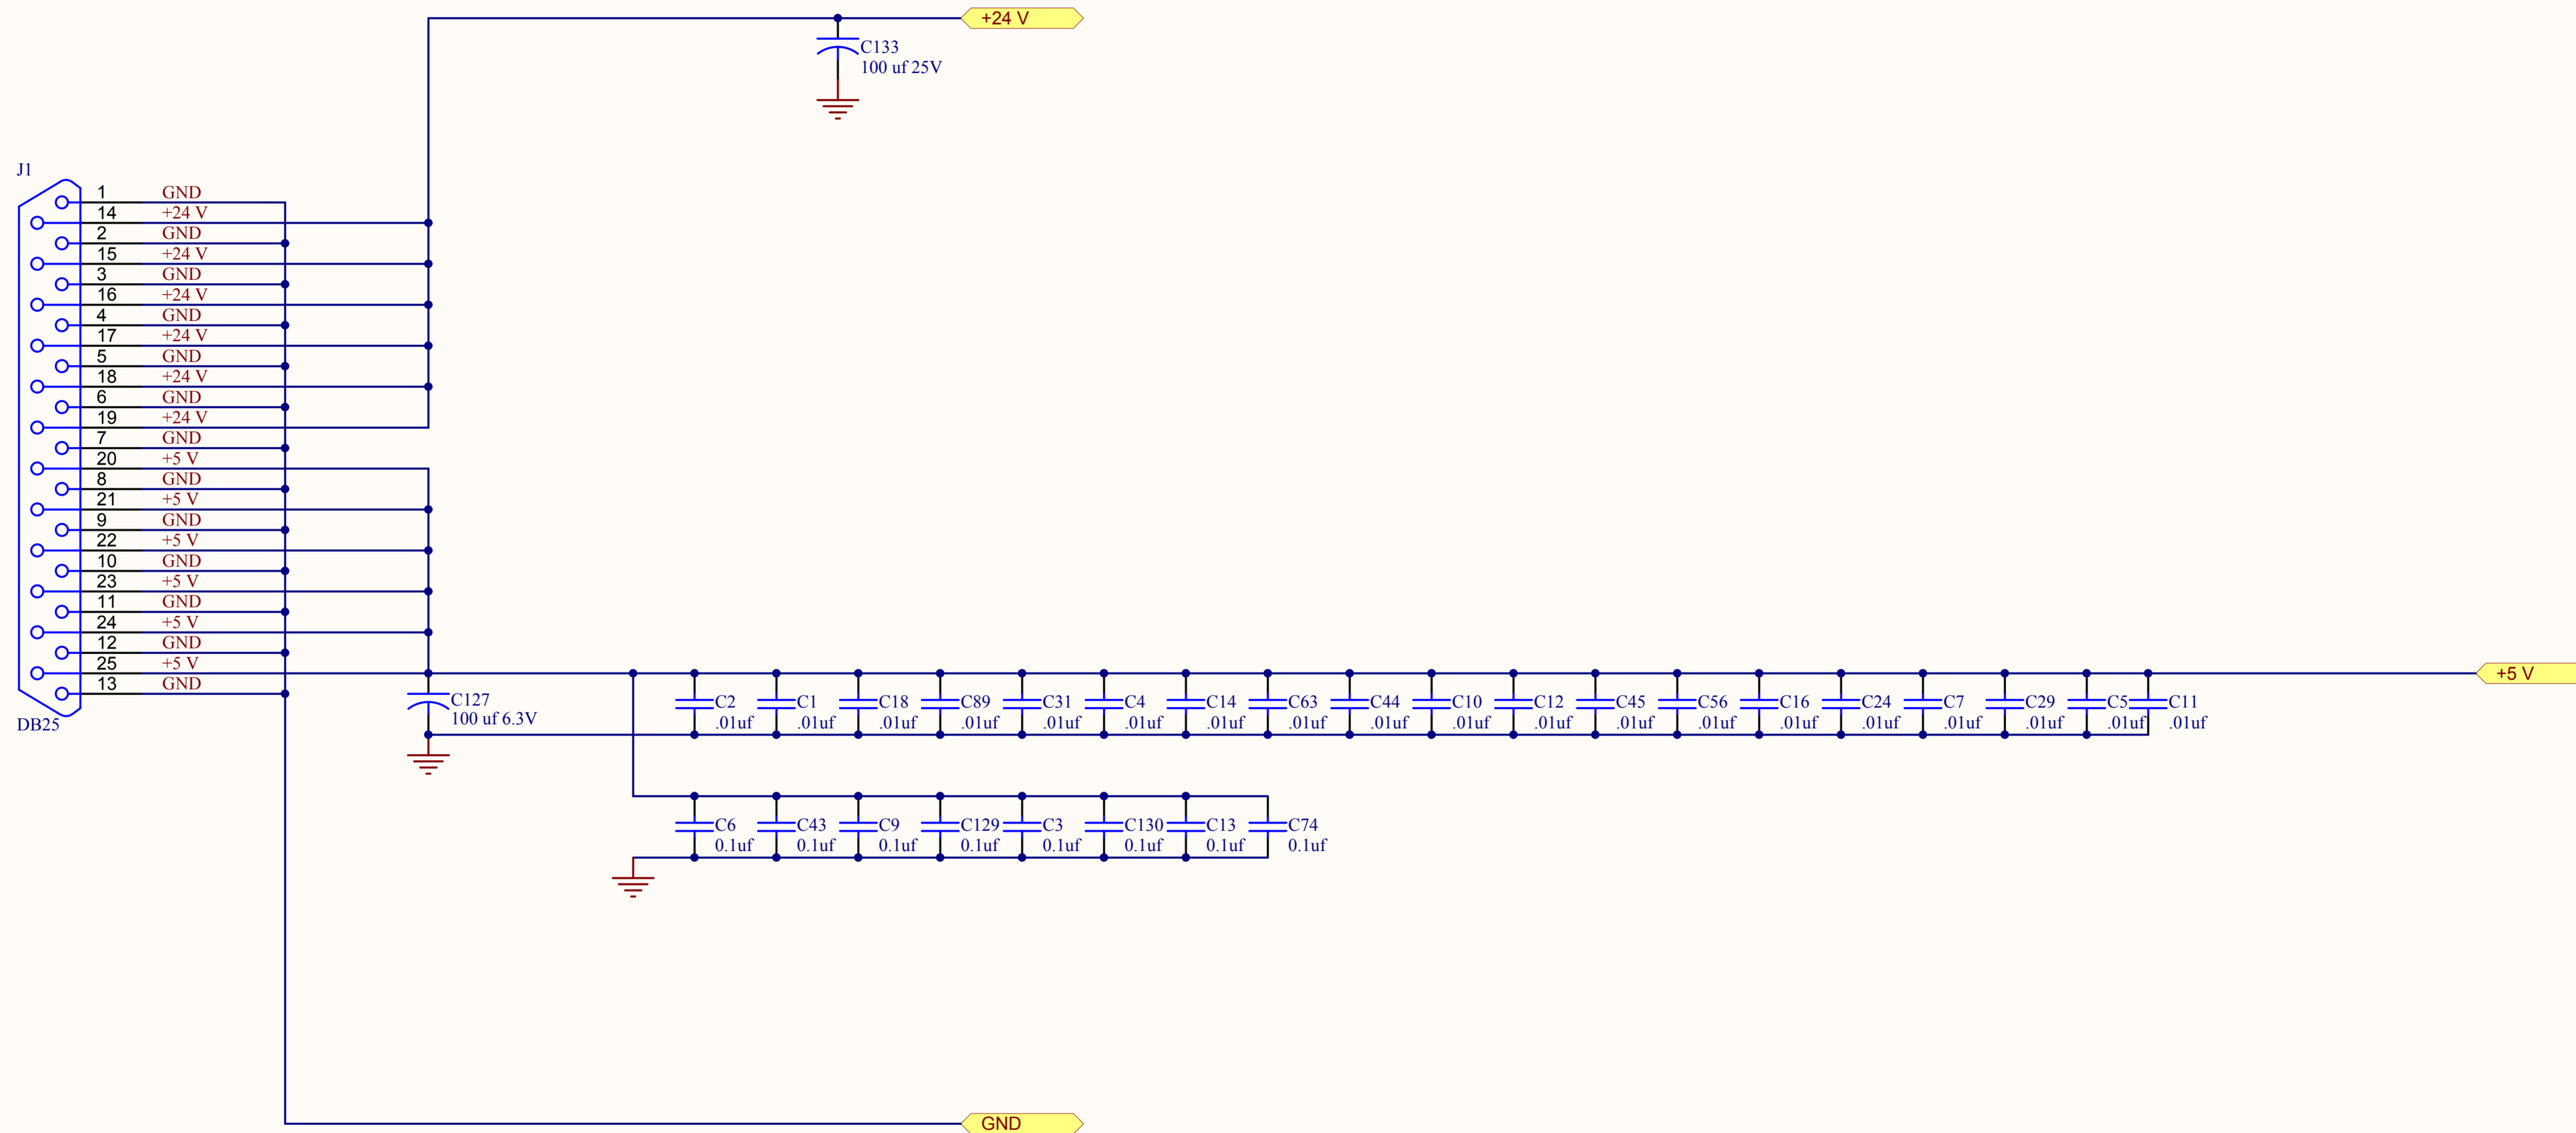 +24 V
C133
100 uf 25V
J1
1 GND
14 +24 V
2 GND
15 +24 V
3 GND
16 +24 V
4 GND
17 +24 V
5 GND
18 +24 V
6 GND
19 +24 V
7 GND
20 +5 V
8 GND
21 +5 V
9 GND
22 +5 V
10 GND
23 +5 V
11 GND
24 +5 V
12 GND
25 +5 V
13 GND
DB25
+5 V
C127
100 uf 6.3V
C2 C1 C18 C89 C31 C4 C14 C63 C44 C10 C12 C45 C56 C16 C24 C7 C29 C5 C11
.01uf .01uf .01uf .01uf .01uf .01uf .01uf .01uf .01uf .01uf .01uf .01uf .01uf .01uf .01uf .01uf .01uf .01uf .01uf
C6 C43 C9 C129 C3 C130 C13 C74
0.1uf 0.1uf 0.1uf 0.1uf 0.1uf 0.1uf 0.1uf 0.1uf
GND